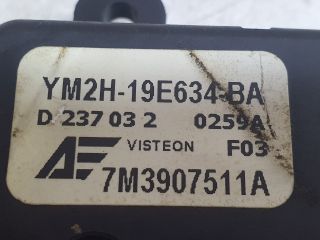 YM2H-19E634-BA
D 237 03 2 0259A
VISTEON F03
7M3907511A